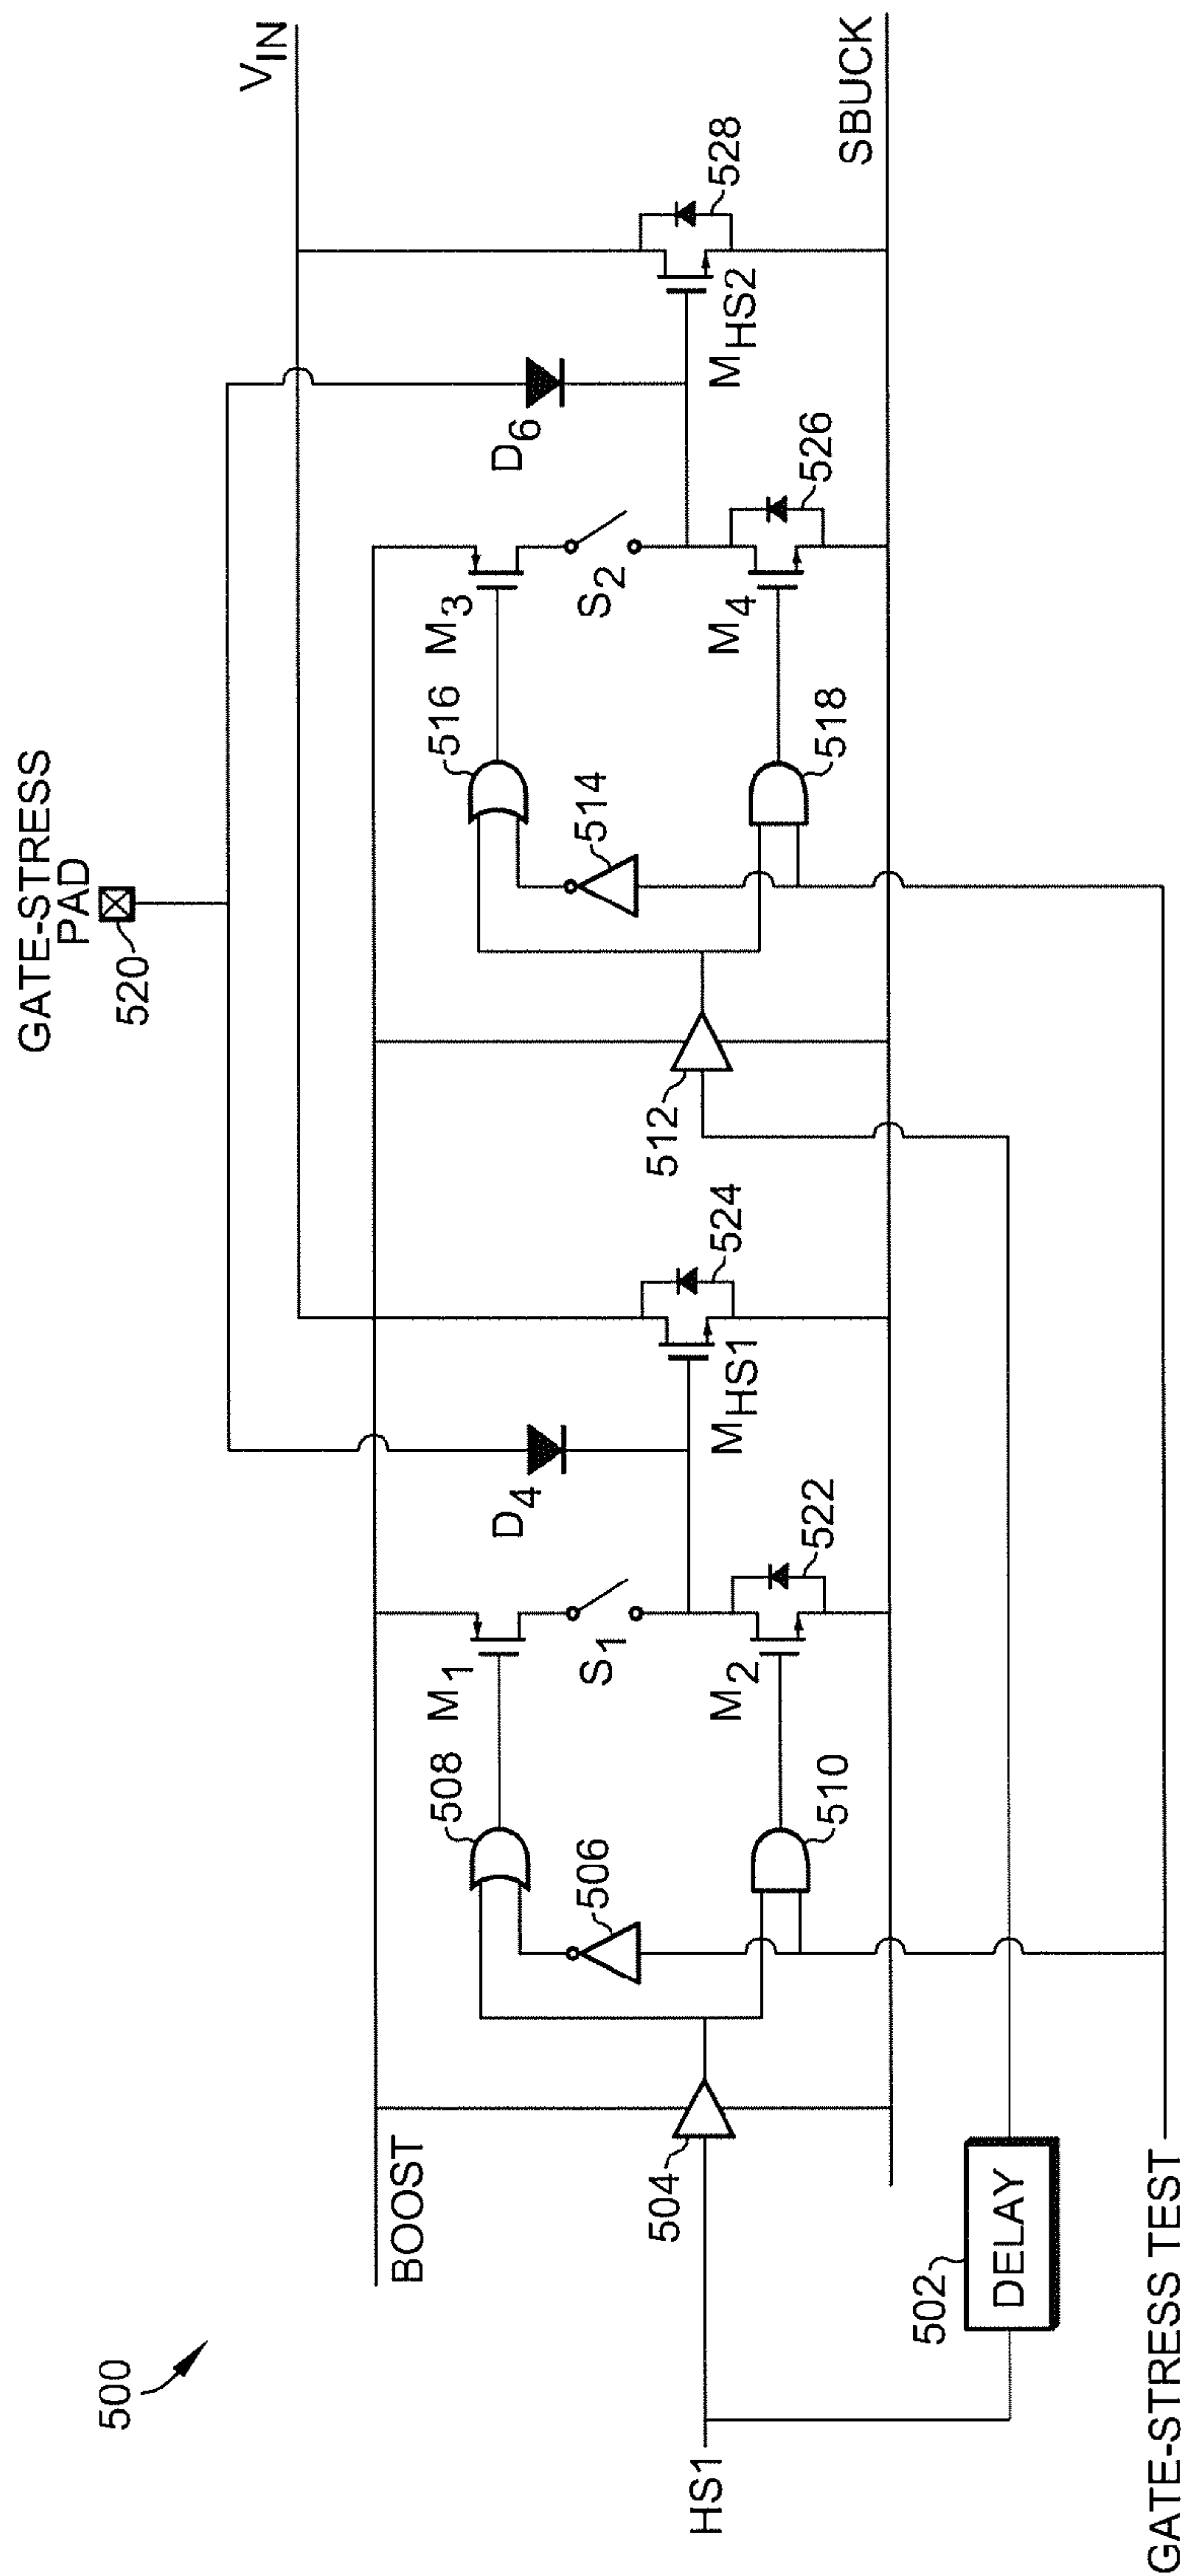 500
GATE-STRESS
PAD
520
VIN
BOOST
D4
D6
M1
M3
508
516
S1
S2
506
514
504
512
HS1
MHS1
524
MHS2
528
M2
522
M4
526
510
518
SBUCK
502
DELAY
GATE-STRESS TEST